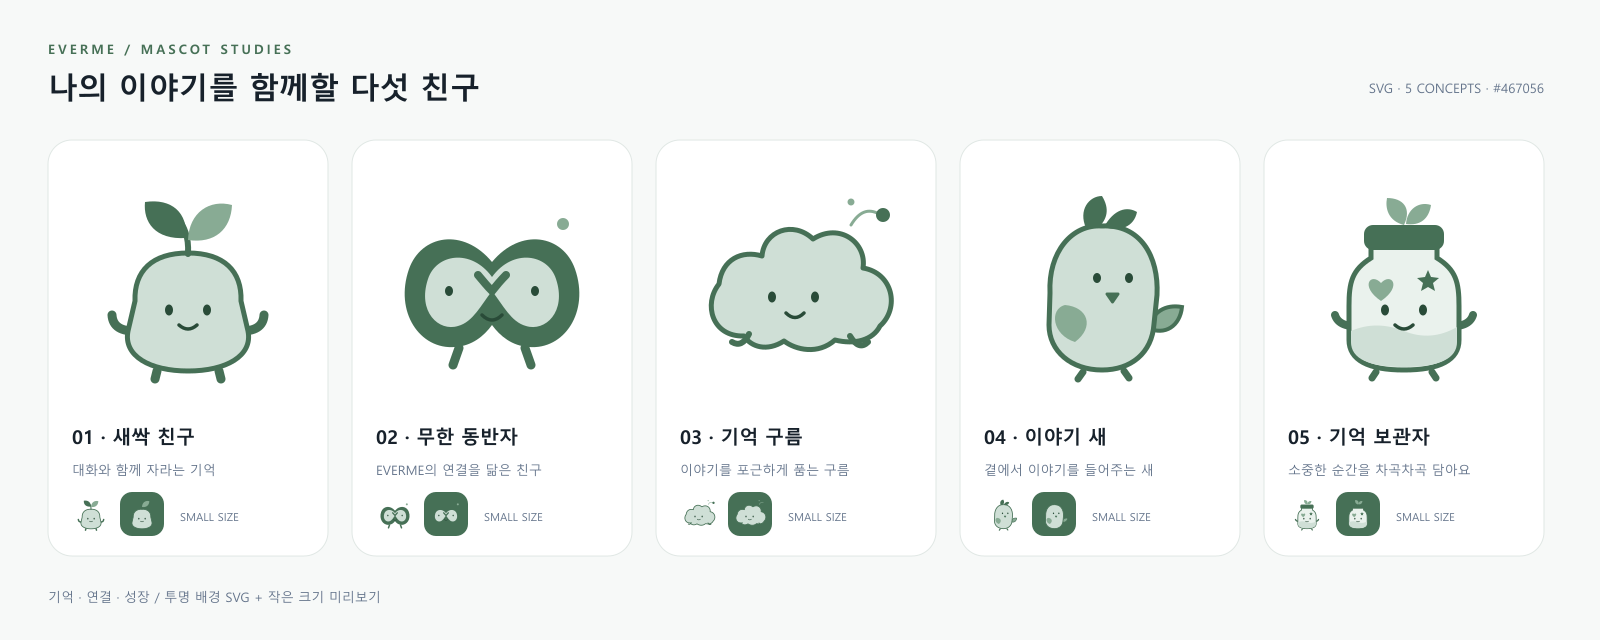 EVERME / MASCOT STUDIES
나의 이야기를 함께할 다섯 친구
SVG · 5 CONCEPTS · #467056
01 · 새싹 친구
대화와 함께 자라는 기억
SMALL SIZE
02 · 무한 동반자
EVERME의 연결을 닮은 친구
SMALL SIZE
03 · 기억 구름
이야기를 포근하게 품는 구름
SMALL SIZE
04 · 이야기 새
곁에서 이야기를 들어주는 새
SMALL SIZE
05 · 기억 보관자
소중한 순간을 차곡차곡 담아요
SMALL SIZE
기억 · 연결 · 성장 / 투명 배경 SVG + 작은 크기 미리보기